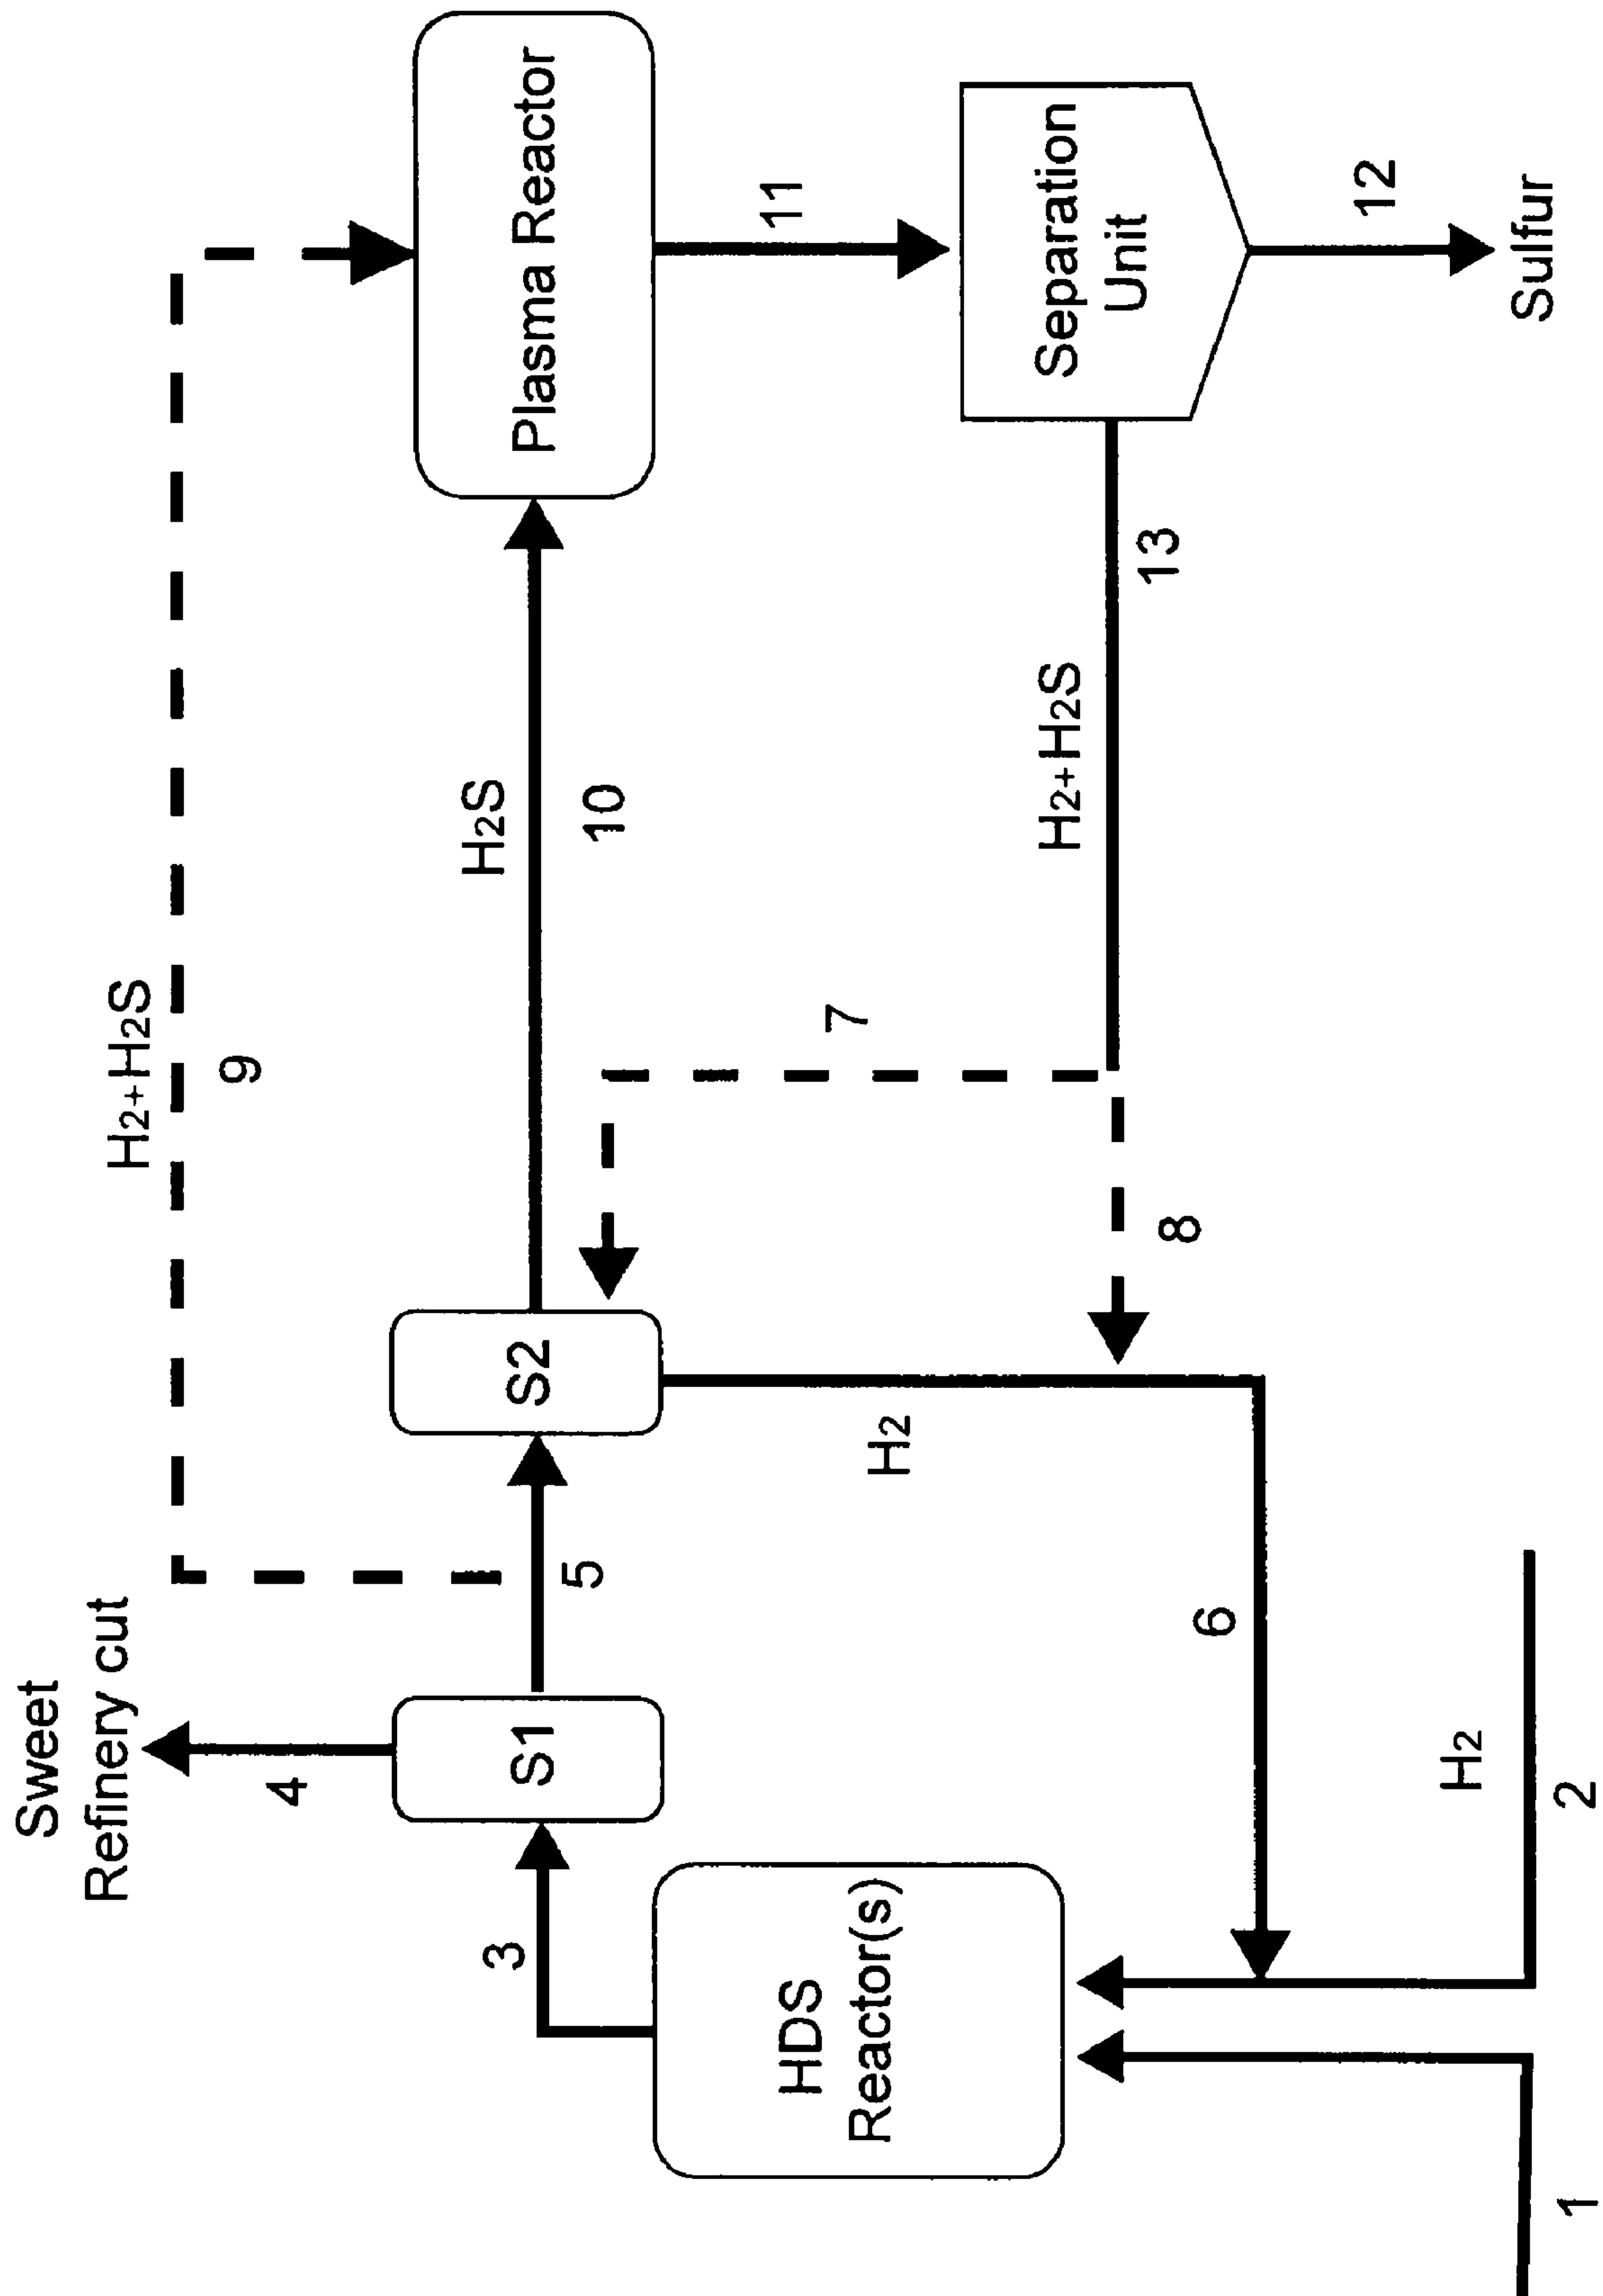 Sweet
Refinery cut
4
H2+H2S
9
3
S1
5
S2
H2S
10
Plasma Reactor
HDS
Reactor(s)
H2
7
11
6
8
H2+H2S
13
Separation
Unit
1
H2
2
12
Sulfur